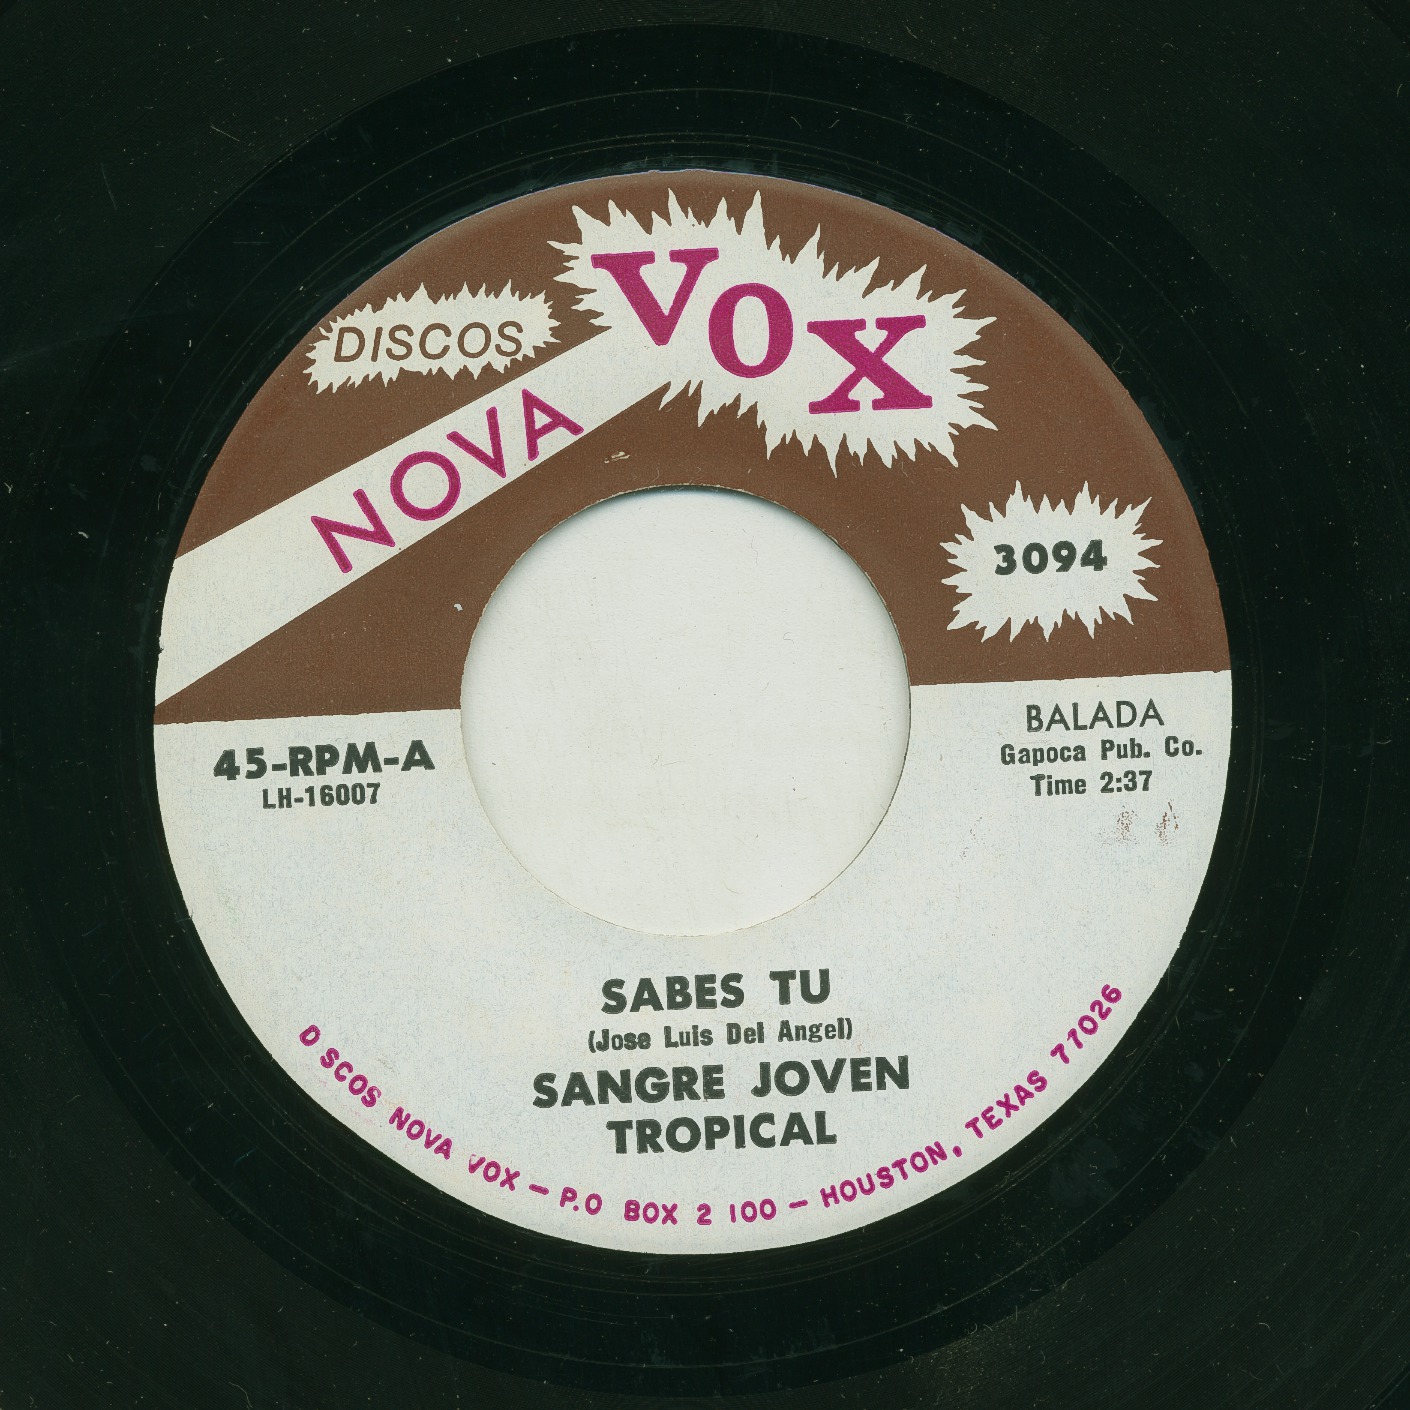 DISCOS
NOVA
VOX
3094
45-RPM-A
LH-16007
BALADA
Gapoca Pub. Co.
Time 2:37
SABES TU
(Jose Luis Del Angel)
SANGRE JOVEN
TROPICAL
D SCOS NOVA VOX — P.O BOX 2 100 — HOUSTON, TEXAS 77026